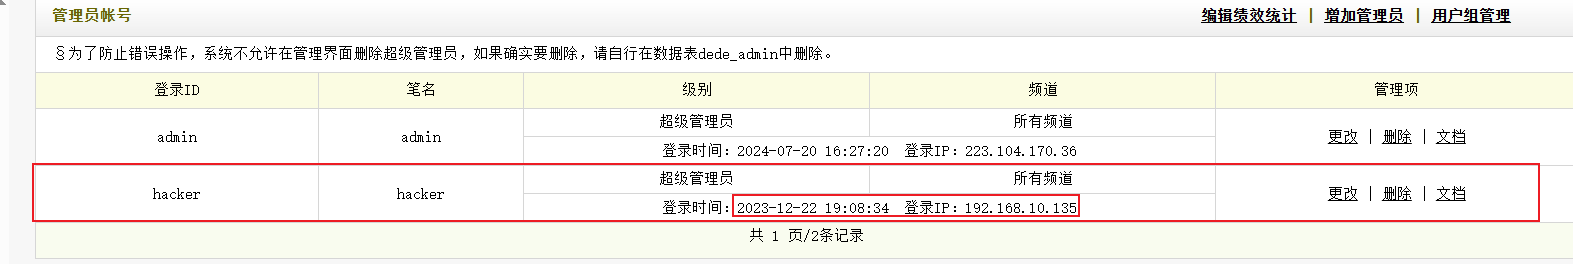 管理员帐号
编辑绩效统计 | 增加管理员 | 用户组管理
§为了防止错误操作，系统不允许在管理界面删除超级管理员，如果确实要删除，请自行在数据表dede_admin中删除。
登录ID 笔名 级别 频道 管理项
admin admin 超级管理员 所有频道 更改 | 删除 | 文档
登录时间：2024-07-20 16:27:20 登录IP：223.104.170.36
hacker hacker 超级管理员 所有频道 更改 | 删除 | 文档
登录时间：2023-12-22 19:08:34 登录IP：192.168.10.135
共 1 页/2条记录